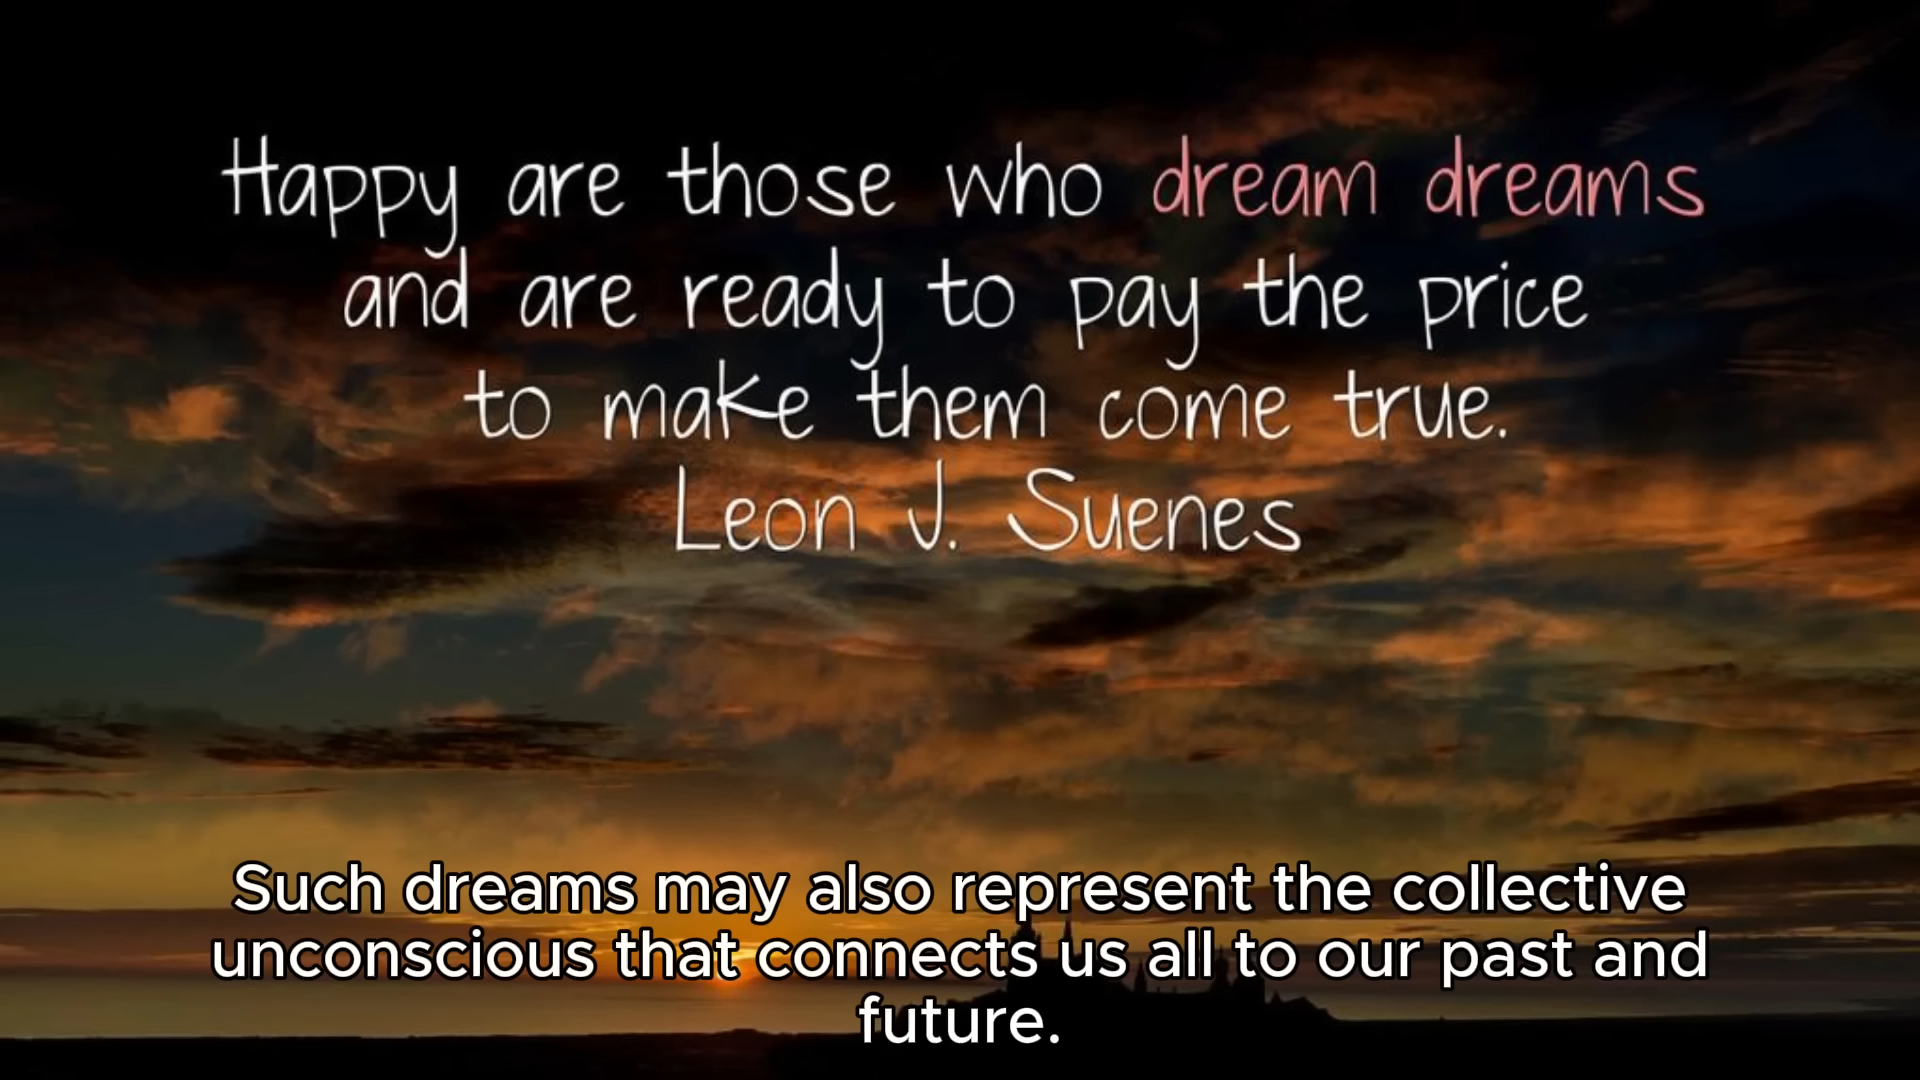 Happy are those who dream dreams
and are ready to pay the price
to make them come true.
Leon J. Suenes
Such dreams may also represent the collective
unconscious that connects us all to our past and
future.